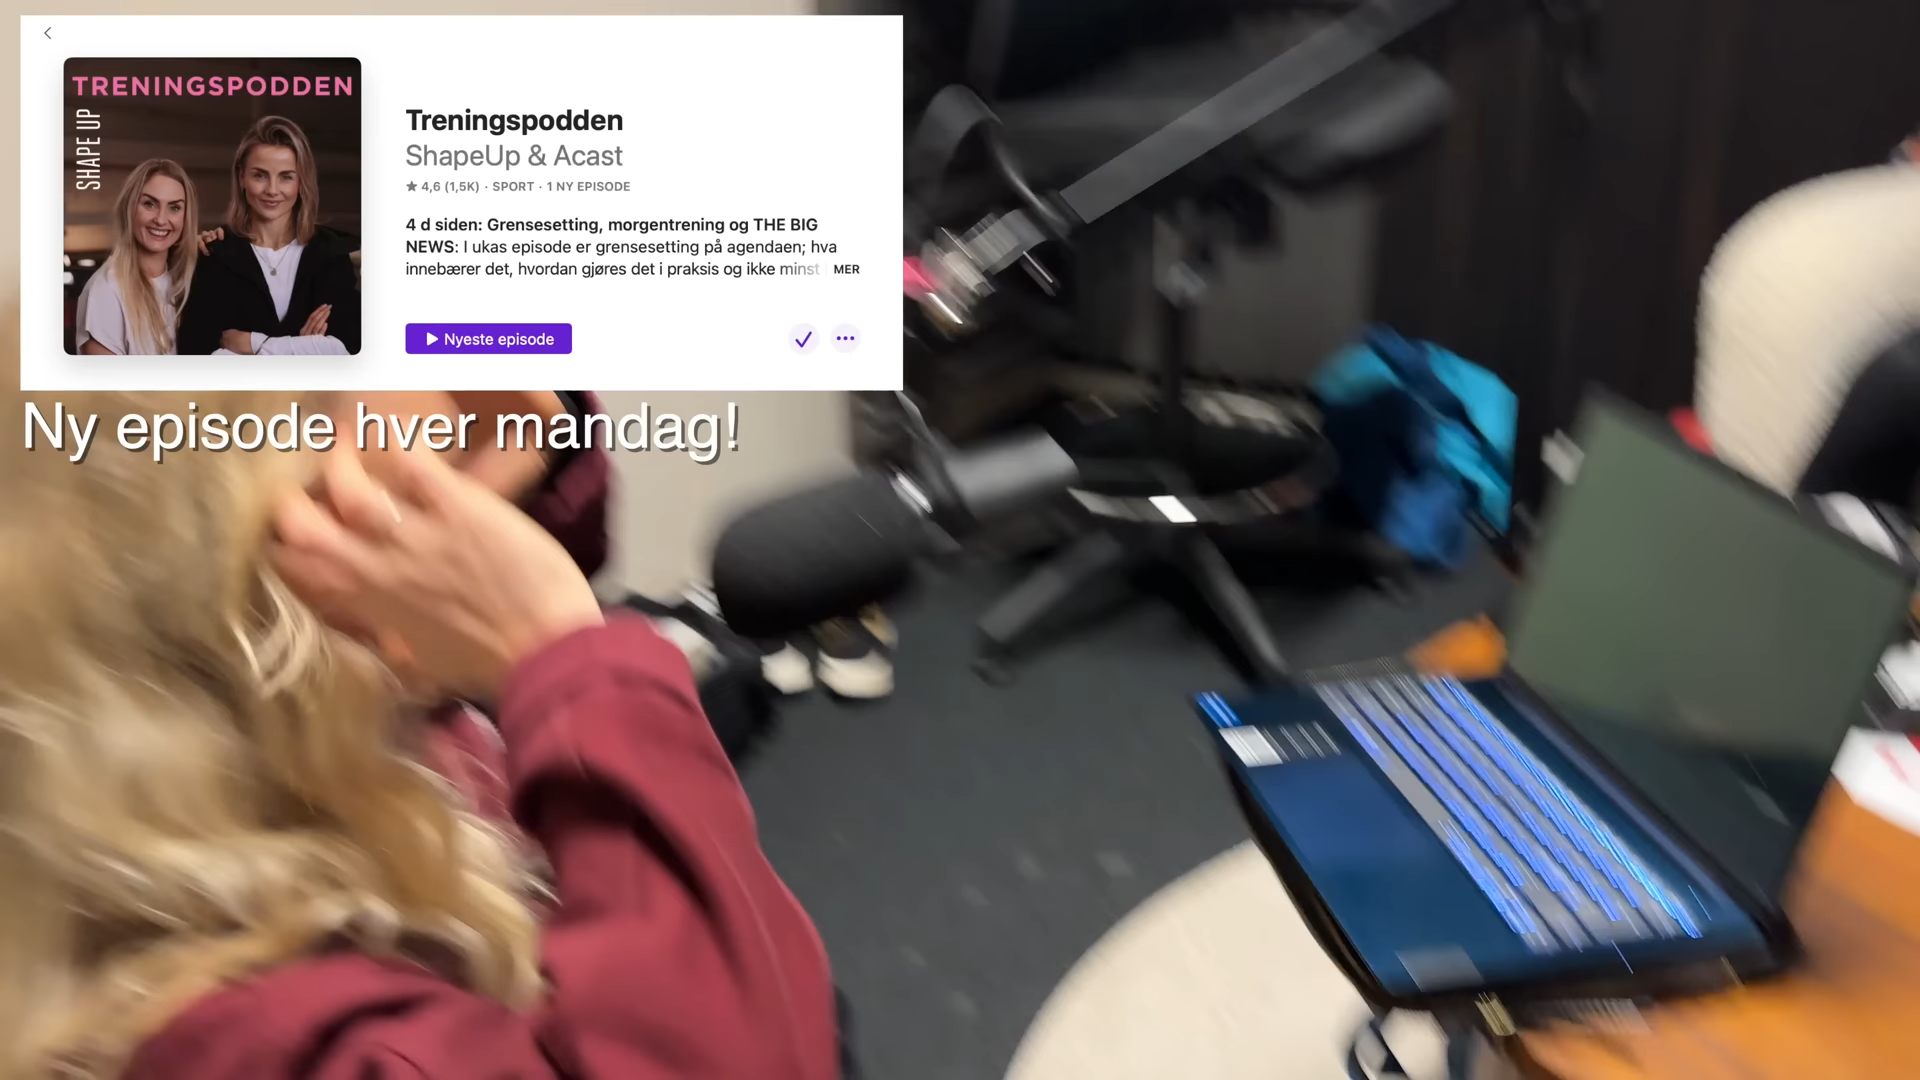 TRENINGSPODDEN
SHAPE UP
Treningspodden
ShapeUp & Acast
★ 4,6 (1,5K) · SPORT · 1 NY EPISODE
4 d siden: Grensesetting, morgentrening og THE BIG
NEWS: I ukas episode er grensesetting på agendaen; hva
innebærer det, hvordan gjøres det i praksis og ikke minst MER
Nyeste episode
Ny episode hver mandag!